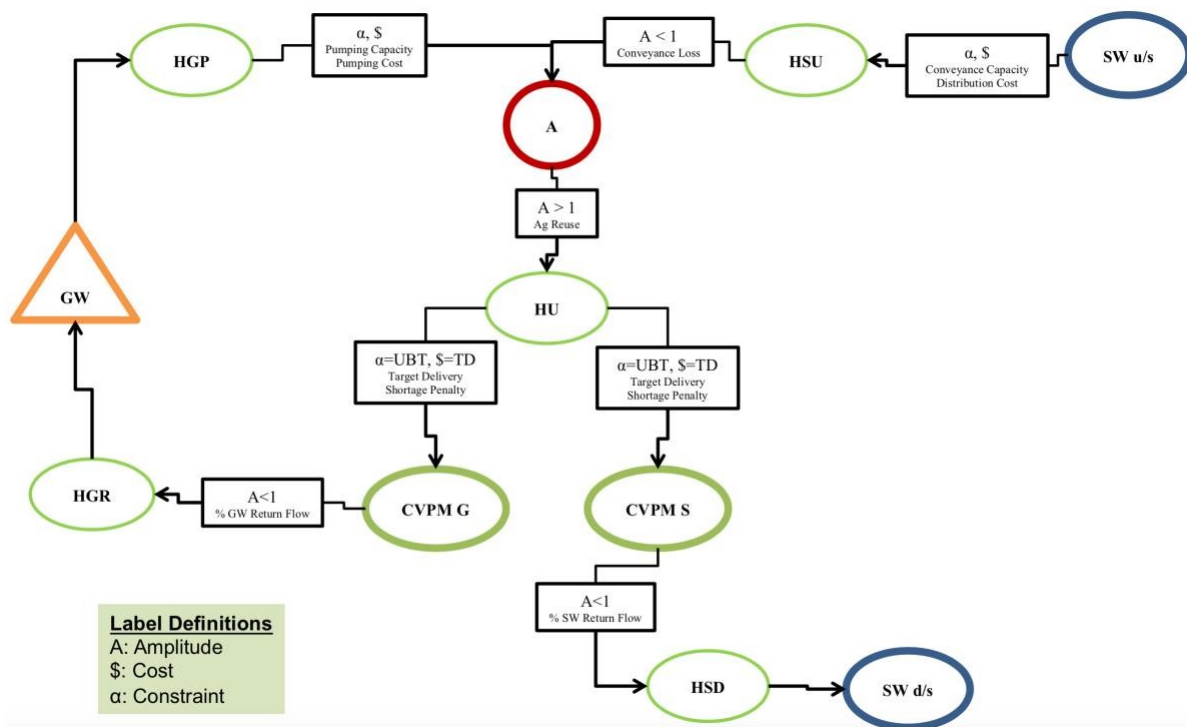 HGP
α, $
Pumping Capacity
Pumping Cost
A < 1
Conveyance Loss
HSU
α, $
Conveyance Capacity
Distribution Cost
SW u/s
A
A > 1
Ag Reuse
GW
HU
α=UBT, $=TD
Target Delivery
Shortage Penalty
α=UBT, $=TD
Target Delivery
Shortage Penalty
HGR
A<1
% GW Return Flow
CVPM G
CVPM S
A<1
% SW Return Flow
Label Definitions
A: Amplitude
$: Cost
α: Constraint
HSD
SW d/s